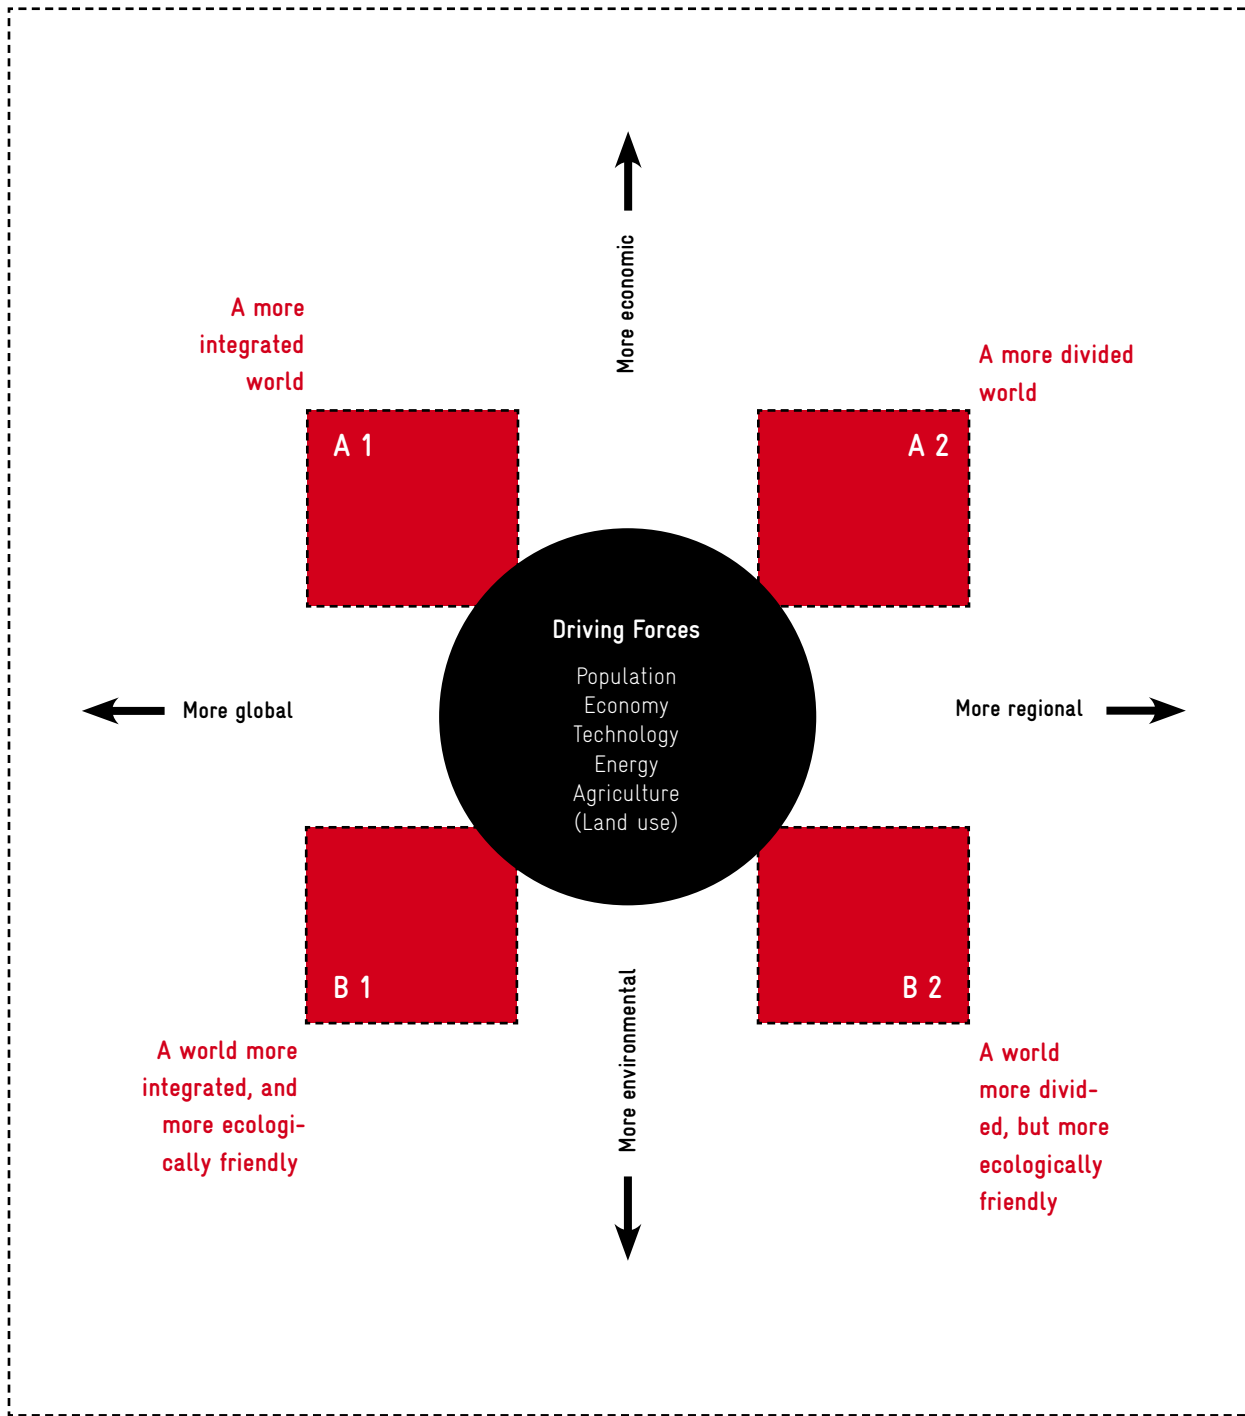 More economic
A more
integrated
world
A more divided
world
A 1
A 2
Driving Forces
Population
Economy
Technology
Energy
Agriculture
(Land use)
More global
More regional
B 1
B 2
More environmental
A world more
integrated, and
more ecologi-
cally friendly
A world
more divid-
ed, but more
ecologically
friendly